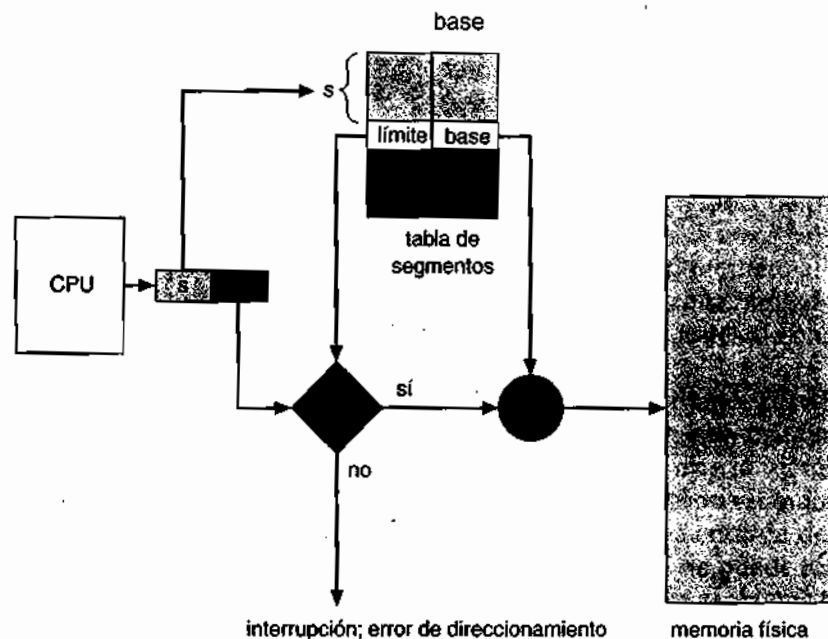 base
s
límite base
tabla de
segmentos
CPU
s
sí
no
interrupción; error de direccionamiento
memoria física